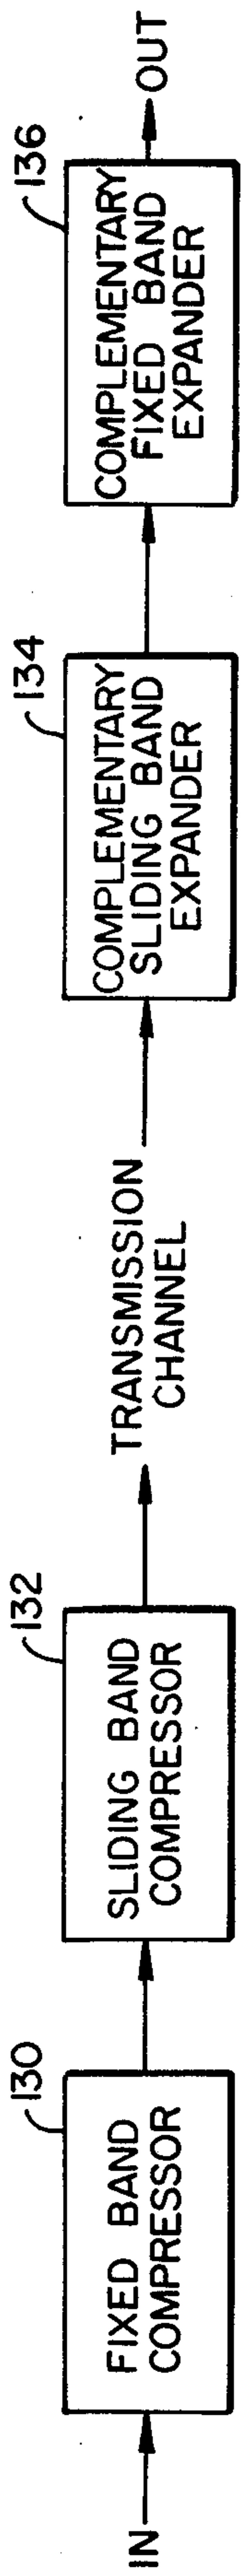 IN
130
FIXED BAND
COMPRESSOR
132
SLIDING BAND
COMPRESSOR
TRANSMISSION
CHANNEL
134
COMPLEMENTARY
SLIDING BAND
EXPANDER
136
COMPLEMENTARY
FIXED BAND
EXPANDER
OUT